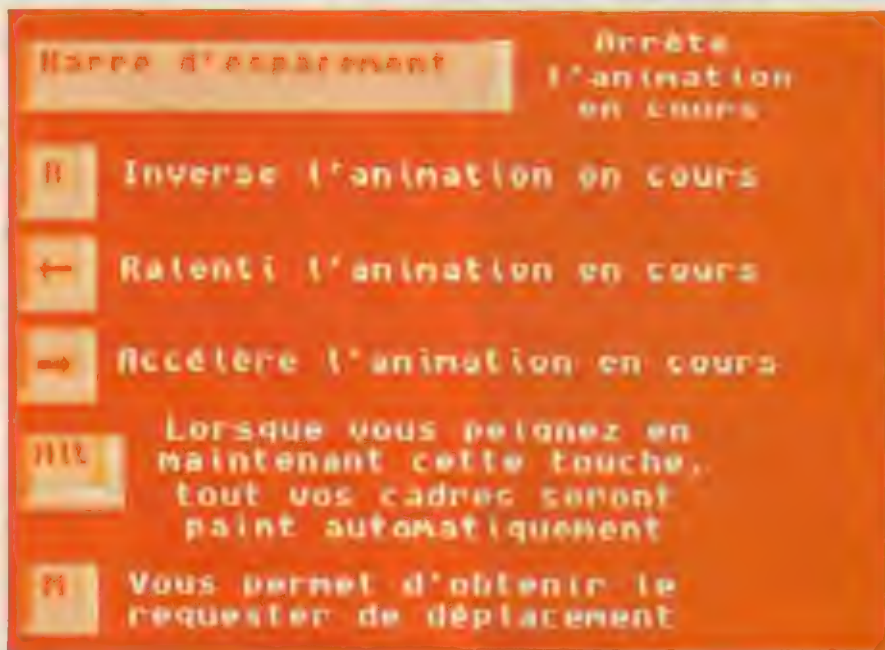 Barre d'espacement
Arrête
l'animation
en cours
Inverse l'animation en cours
← Ralenti l'animation en cours
→ Accélère l'animation en cours
Alt
Lorsque vous peignez en
maintenant cette touche,
tout vos cadres seront
paint automatiquement
M
Vous permet d'obtenir le
requester de déplacement